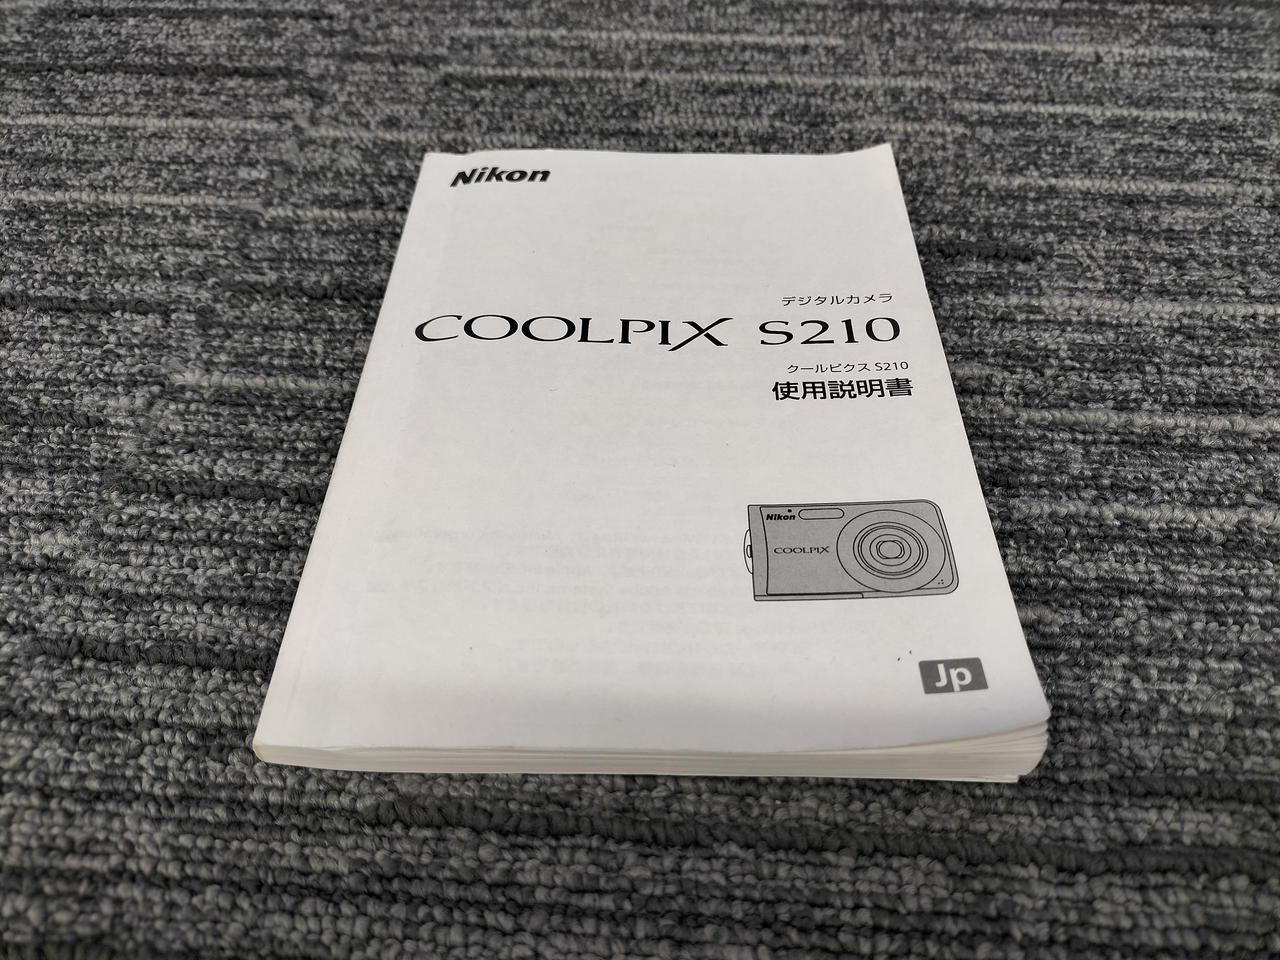 Nikon
デジタルカメラ
COOLPIX S210
クールピクス S210
使用説明書
Nikon
COOLPIX
Jp